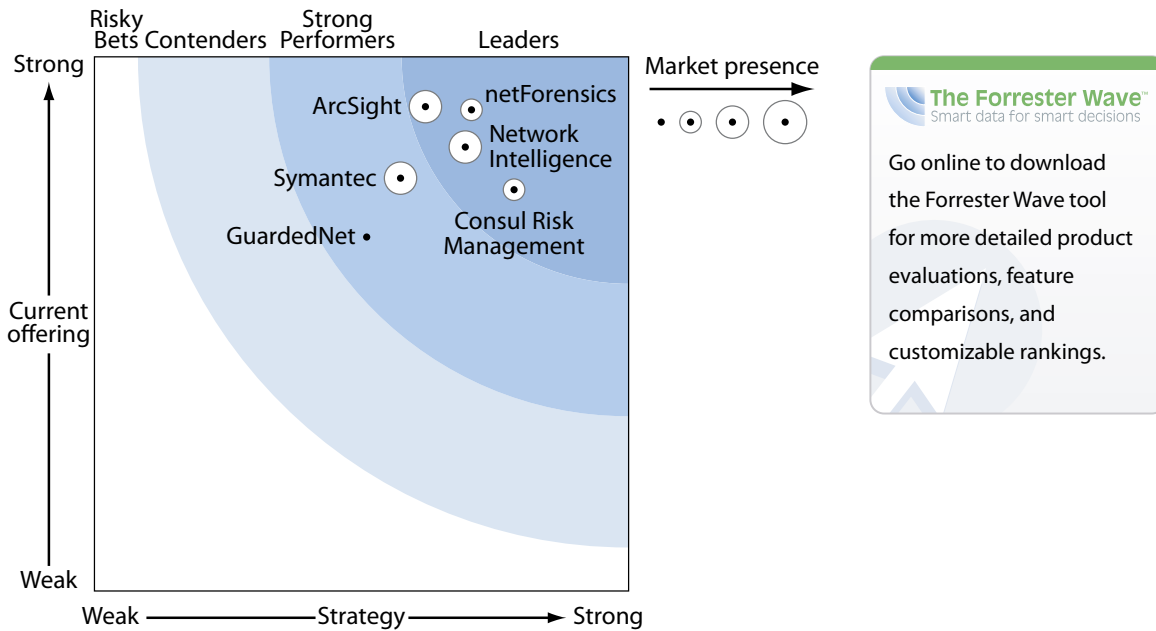 Risky
Bets
Contenders
Strong
Performers
Leaders
Strong
Current
offering
Weak
ArcSight
netForensics
Network
Intelligence
Symantec
Consul Risk
Management
GuardedNet
Weak
Strategy
Strong
Market presence
The Forrester Wave™
Smart data for smart decisions
Go online to download
the Forrester Wave tool
for more detailed product
evaluations, feature
comparisons, and
customizable rankings.